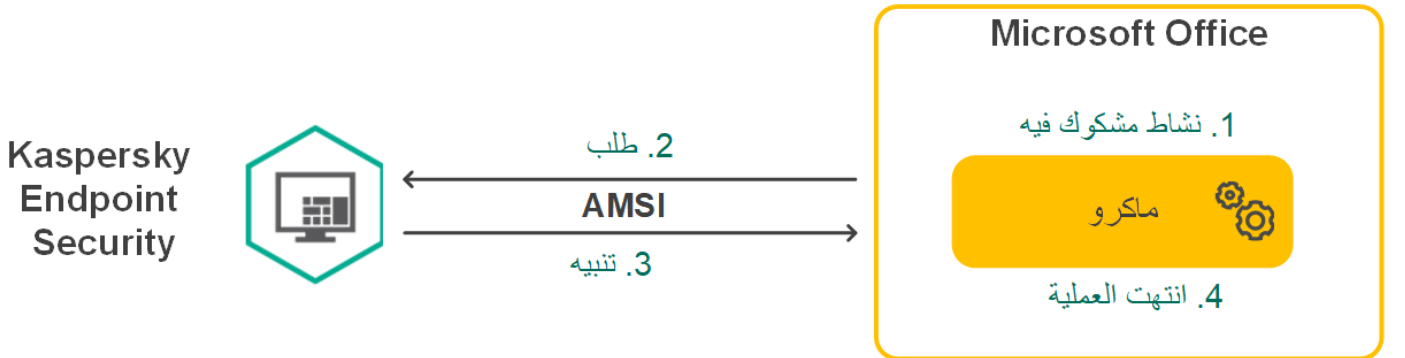 Microsoft Office
1. نشاط مشكوك فيه
ماكرو
4. انتهت العملية
2. طلب
AMSI
3. تنبيه
Kaspersky
Endpoint
Security